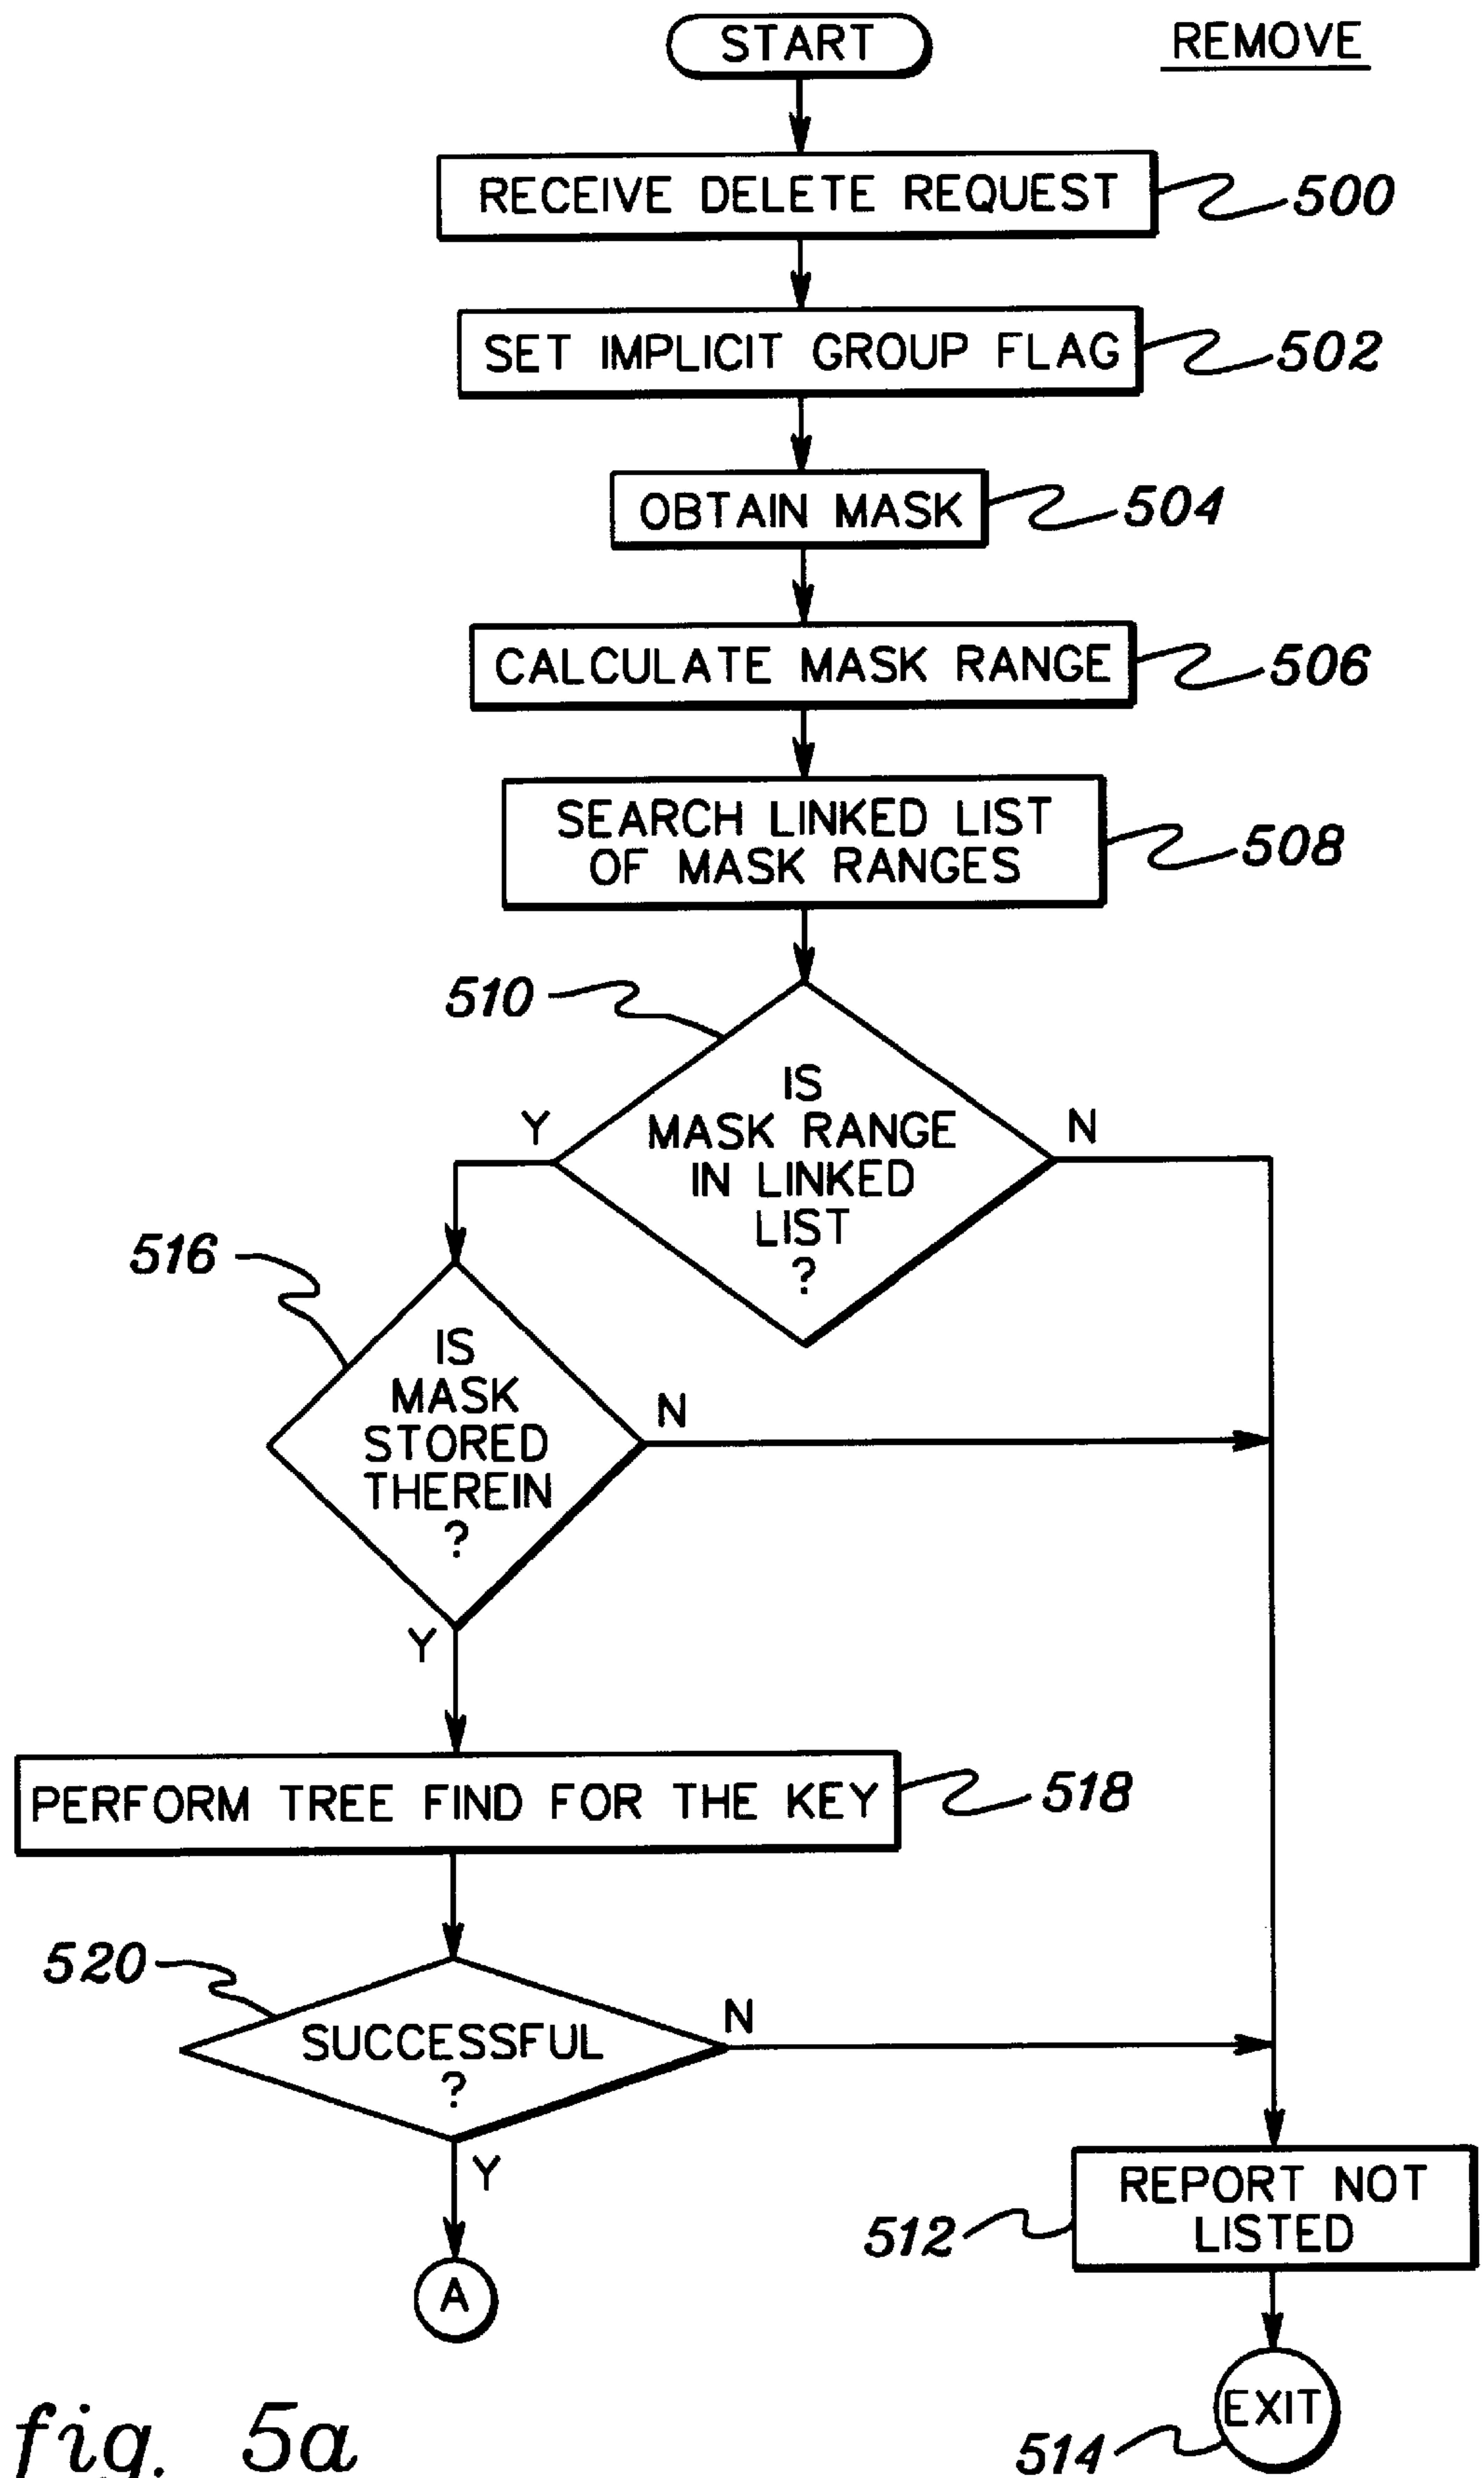 START
REMOVE
RECEIVE DELETE REQUEST
500
SET IMPLICIT GROUP FLAG
502
OBTAIN MASK
504
CALCULATE MASK RANGE
506
SEARCH LINKED LIST
OF MASK RANGES
508
510
IS
MASK RANGE
IN LINKED
LIST
?
Y
N
516
IS
MASK
STORED
THEREIN
?
N
Y
PERFORM TREE FIND FOR THE KEY
518
520
SUCCESSFUL
?
N
Y
A
REPORT NOT
LISTED
512
EXIT
514
fig. 5a